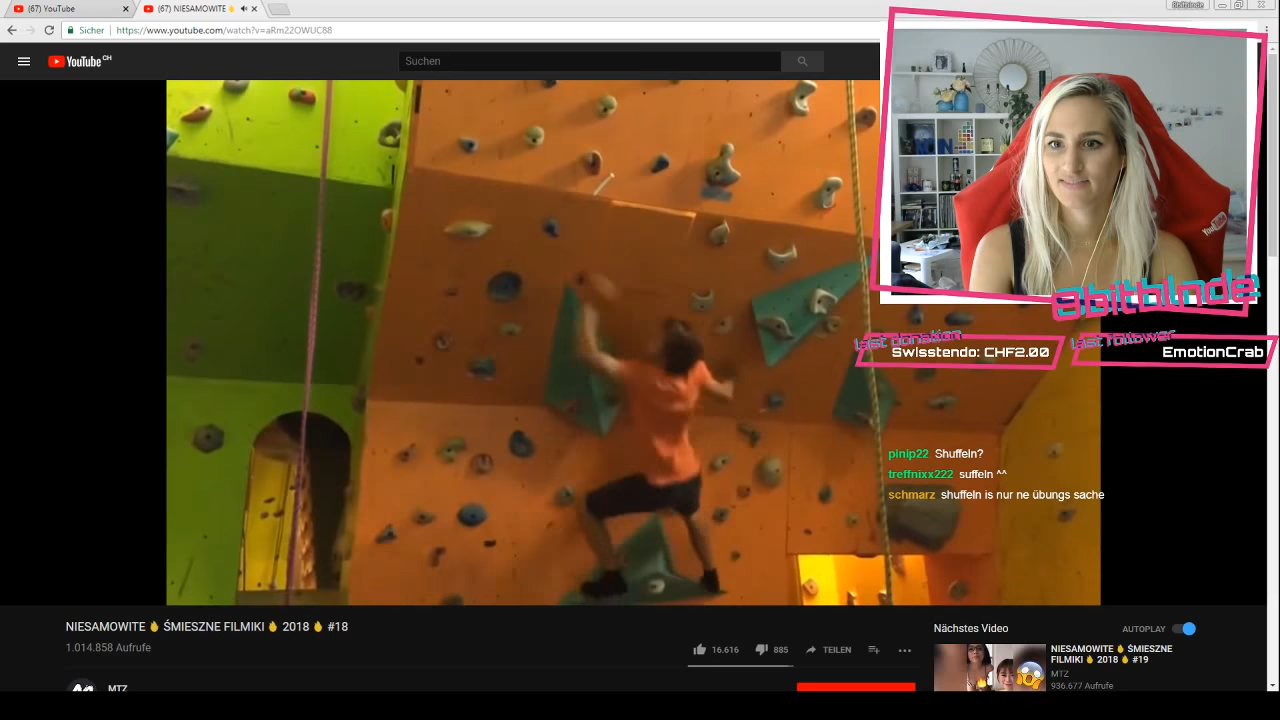 (67) YouTube
(67) NIESAMOWITE
8bitblnde
Sicher
https://www.youtube.com/watch?v=aRm22OWUC88
YouTube CH
Suchen
YouTube
8bitblnde
last donation
Swisstendo: CHF2.00
last follower
EmotionCrab
pinip22 Shuffeln?
treffnixx222 suffeln ^^
schmarz shuffeln is nur ne übungs sache
NIESAMOWITE 🔥 ŚMIESZNE FILMIKI 🔥 2018 🔥 #18
1.014.858 Aufrufe
16.616
885
TEILEN
MTZ
Nächstes Video
AUTOPLAY
NIESAMOWITE 🔥 ŚMIESZNE
FILMIKI 🔥 2018 🔥 #19
MTZ
936.677 Aufrufe